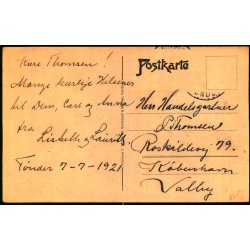 Postkarte
Kære Thomsen!
Mange kærlige Hilsener
til Dem, Carl og Anna
fra
Lisbeth og Lauritz.
Tønder 7-7-1921
Herr Handelsgartner
P. Thomsen
Roskildevej 79.
København
Valby